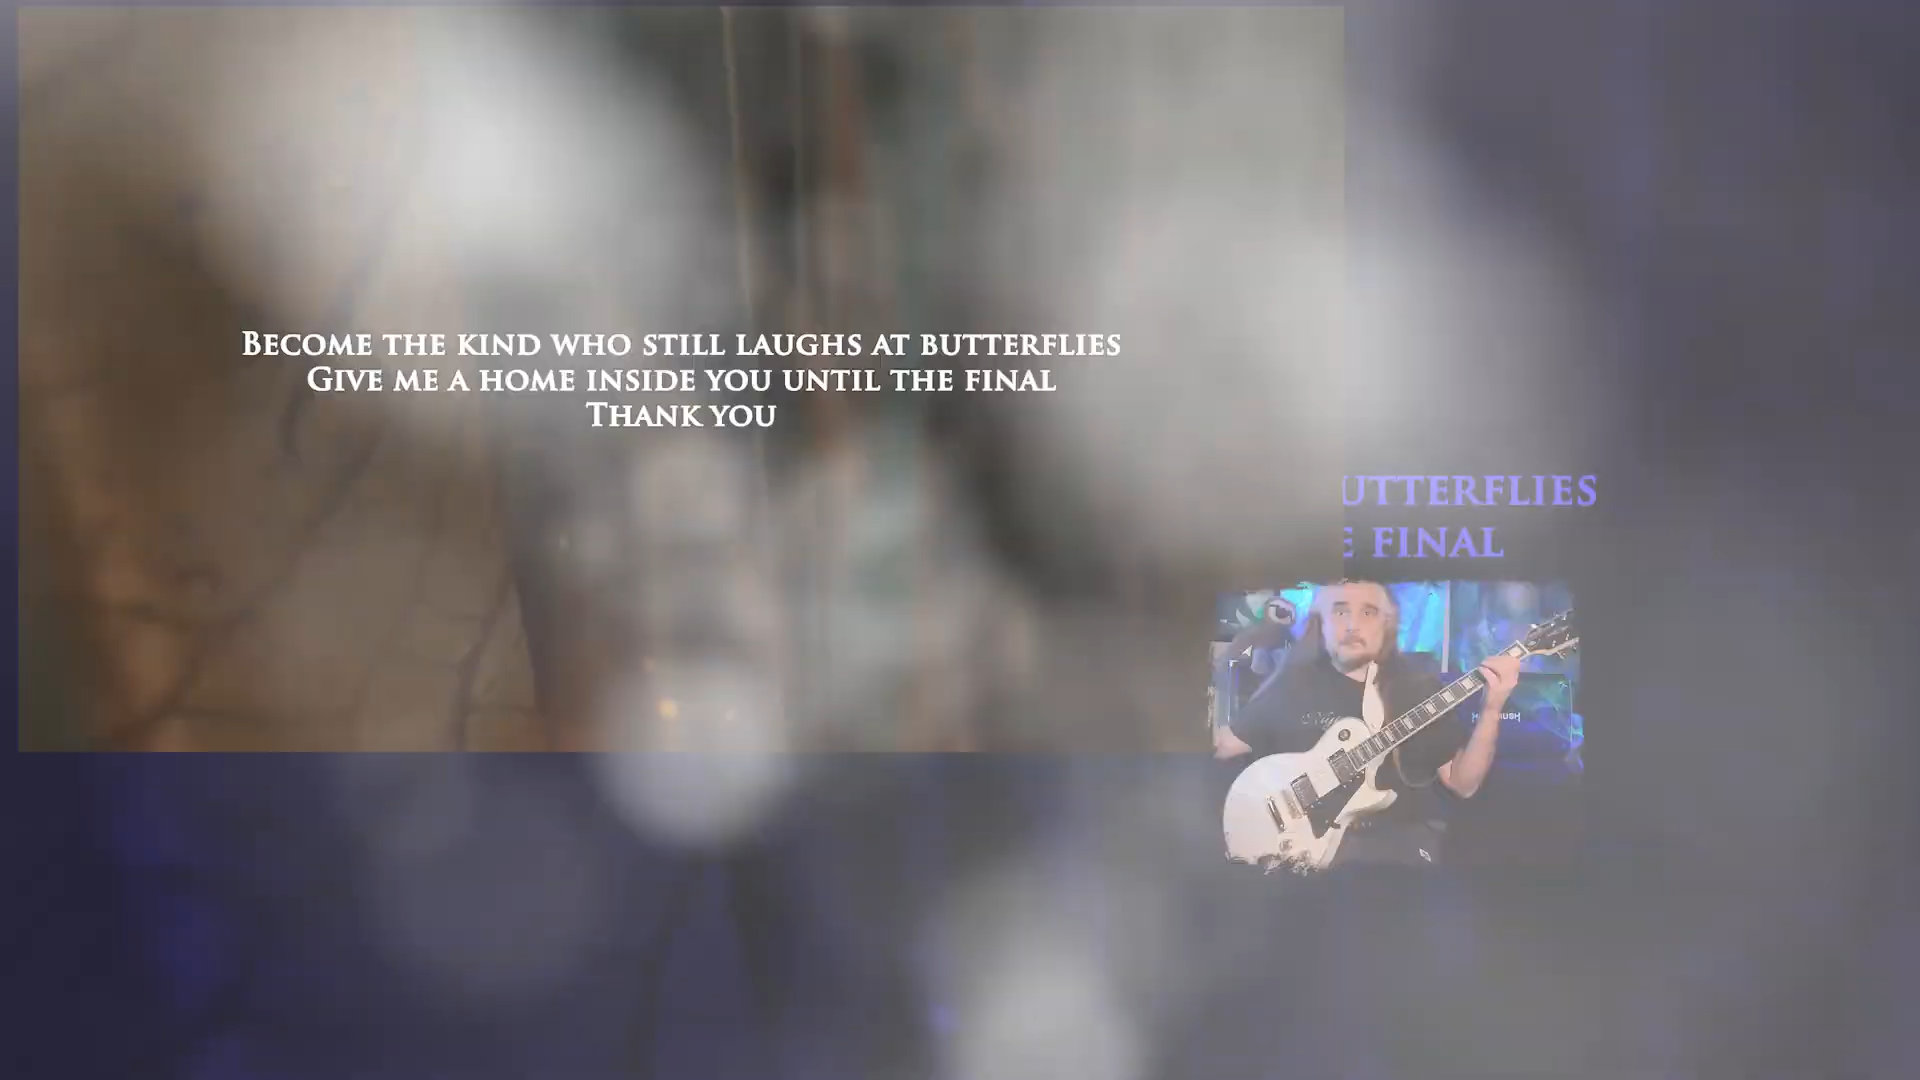 Become the kind who still laughs at butterflies
Give me a home inside you until the final
Thank you
utterflies
e final